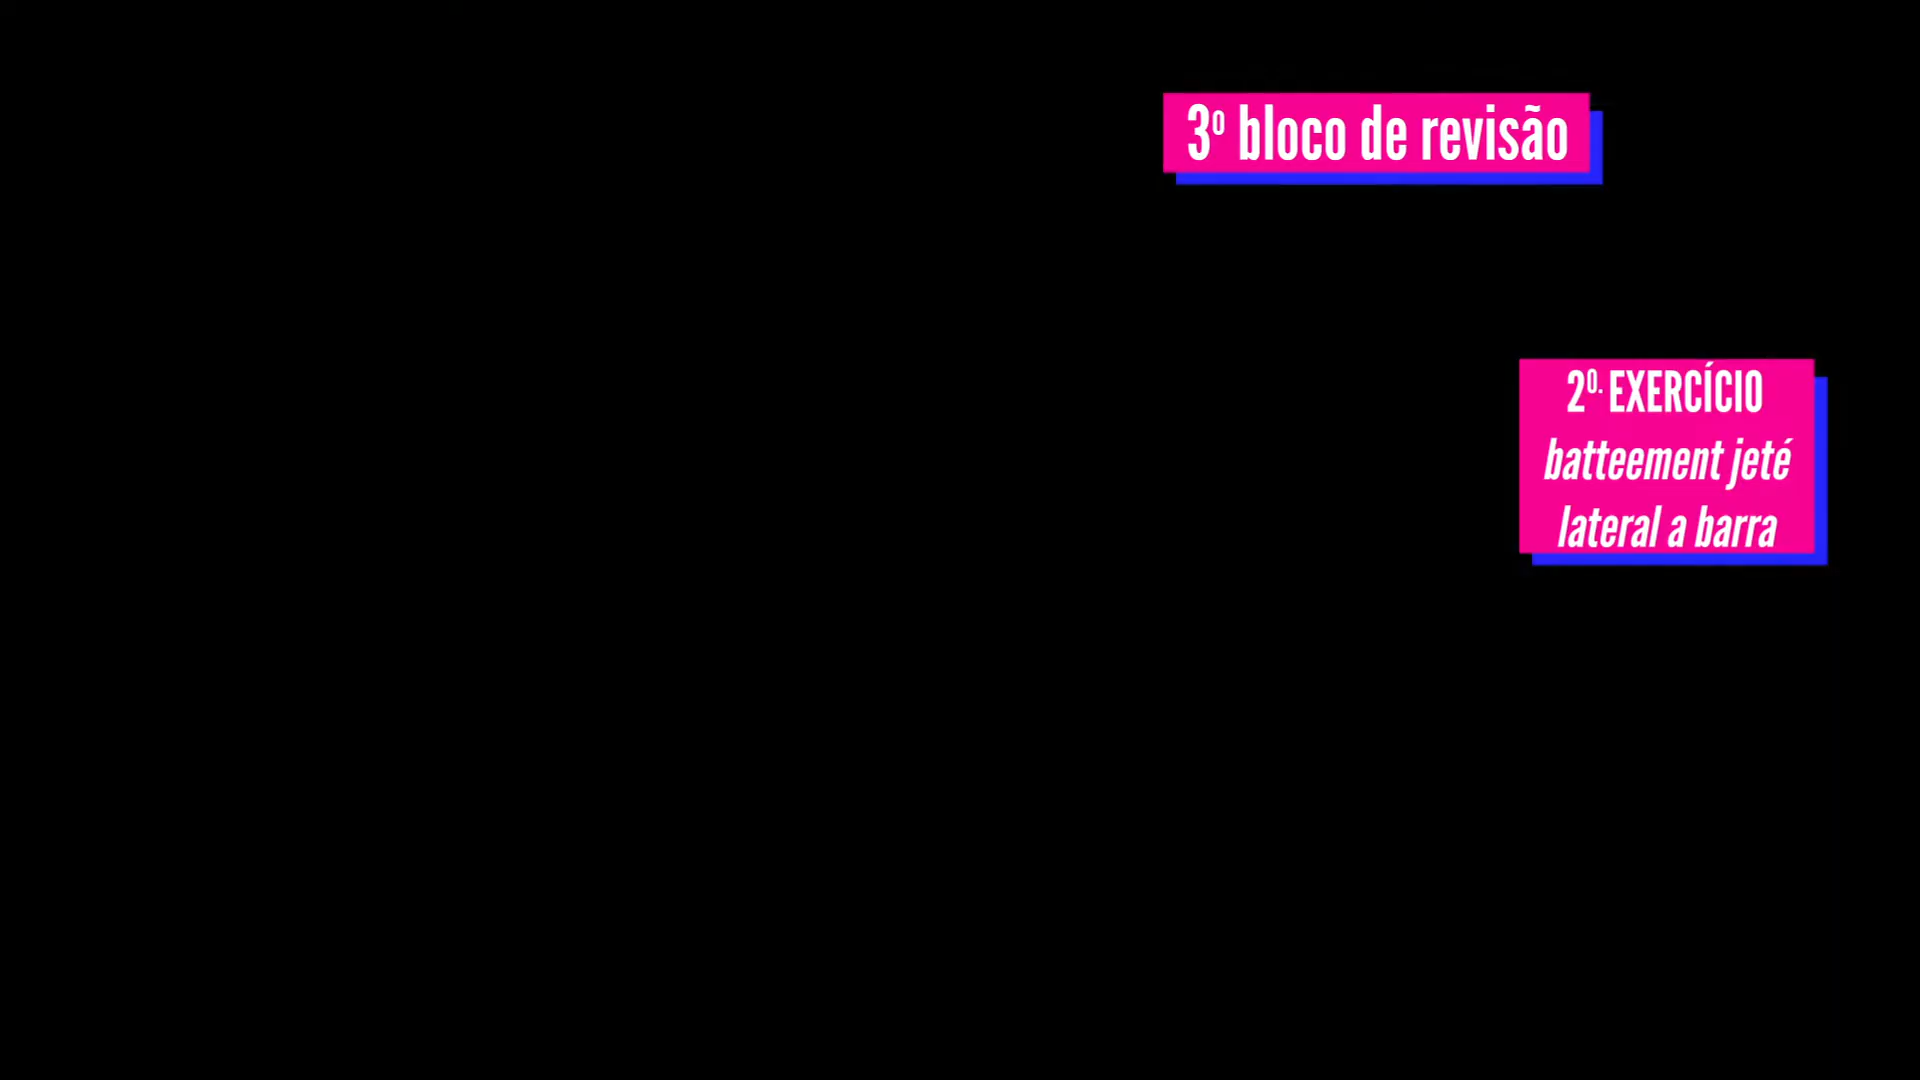 3º bloco de revisão
2º. EXERCÍCIO
batteement jeté
lateral a barra